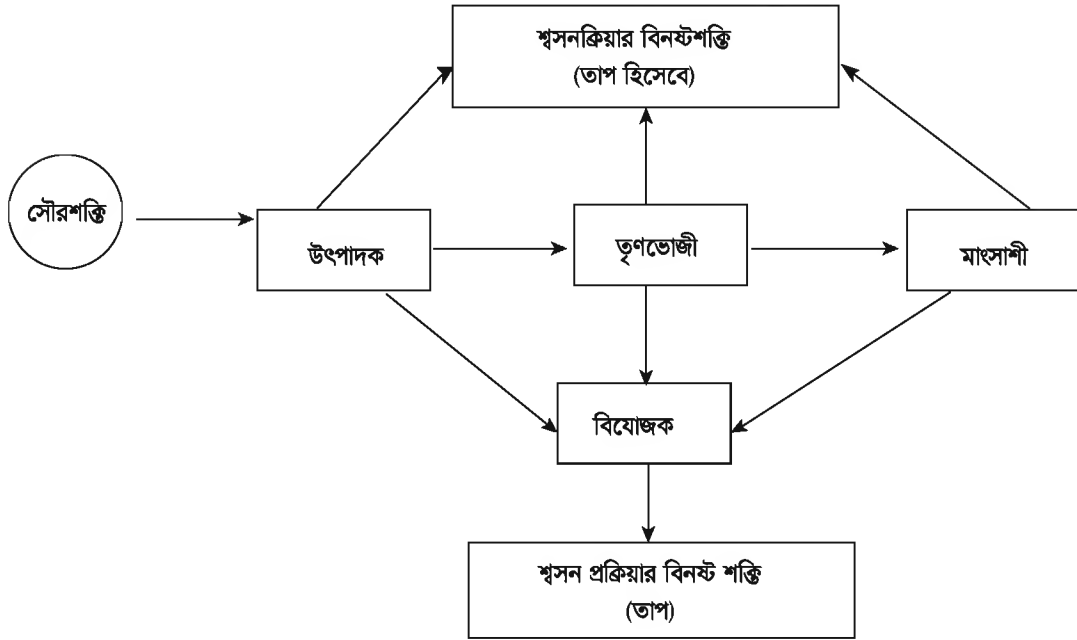 শ্বসনক্রিয়ার বিনষ্টশক্তি
(তাপ হিসেবে)
সৌরশক্তি
উৎপাদক
তৃণভোজী
মাংসাশী
বিযোজক
শ্বসন প্রক্রিয়ার বিনষ্ট শক্তি
(তাপ)